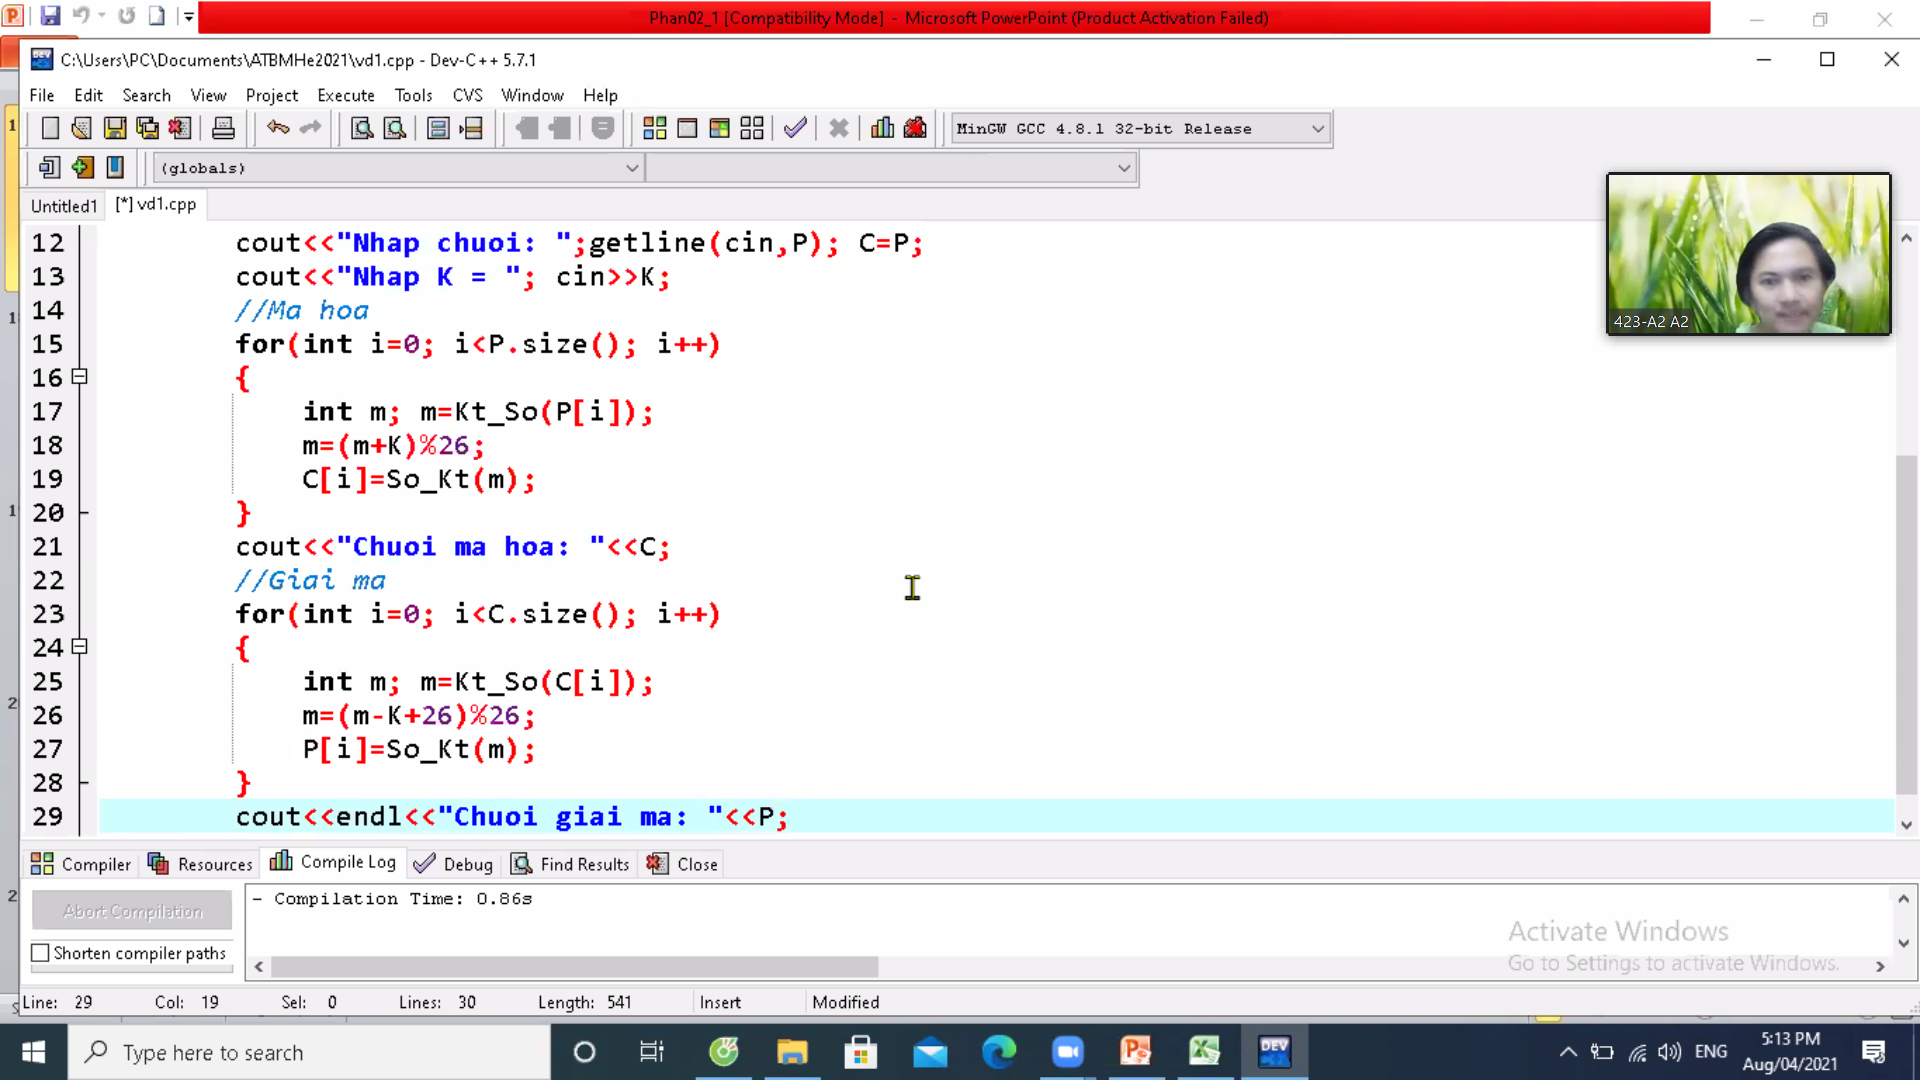 Phan02_1 [Compatibility Mode] - Microsoft PowerPoint (Product Activation Failed)
C:\Users\PC\Documents\ATBMHe2021\vd1.cpp - Dev-C++ 5.7.1
File Edit Search View Project Execute Tools CVS Window Help
MinGW GCC 4.8.1 32-bit Release
(globals)
Untitled1 [*] vd1.cpp
12 cout<<"Nhap chuoi: ";getline(cin,P); C=P;
13 cout<<"Nhap K = "; cin>>K;
14 //Ma hoa
15 for(int i=0; i<P.size(); i++)
16 {
17 int m; m=Kt_So(P[i]);
18 m=(m+K)%26;
19 C[i]=So_Kt(m);
20 }
21 cout<<"Chuoi ma hoa: "<<C;
22 //Giai ma
23 for(int i=0; i<C.size(); i++)
24 {
25 int m; m=Kt_So(C[i]);
26 m=(m-K+26)%26;
27 P[i]=So_Kt(m);
28 }
29 cout<<endl<<"Chuoi giai ma: "<<P;
423-A2 A2
Compiler Resources Compile Log Debug Find Results Close
Abort Compilation
Shorten compiler paths
- Compilation Time: 0.86s
Activate Windows
Go to Settings to activate Windows.
Line: 29 Col: 19 Sel: 0 Lines: 30 Length: 541 Insert Modified
Type here to search
DEV
ENG
5:13 PM
Aug/04/2021